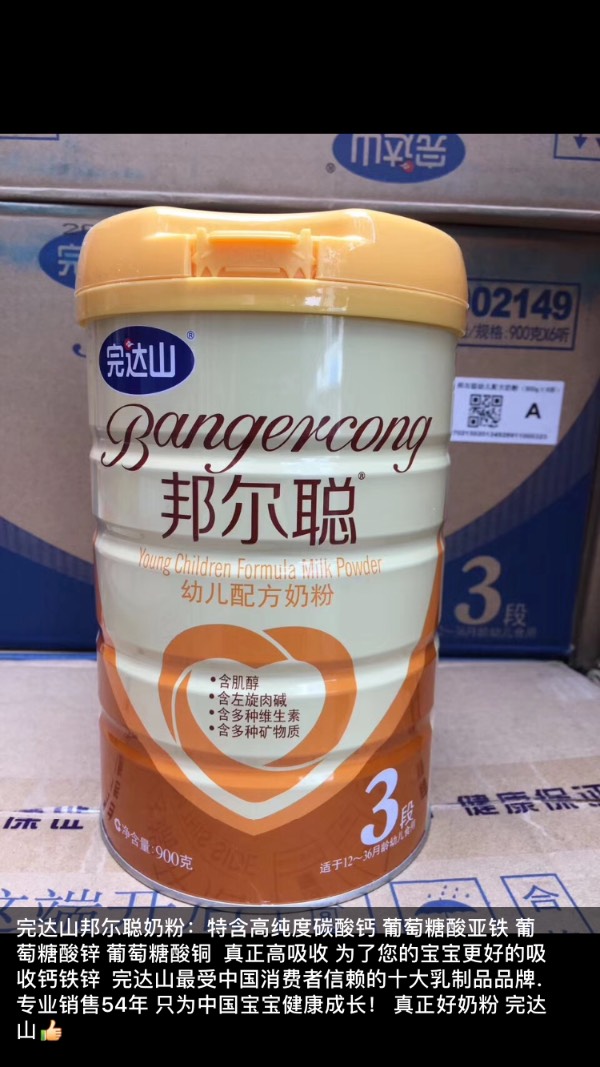 完达山
完达山
®
Bangercong
邦尔聪®
Young Children Formula Milk Powder
幼儿配方奶粉
•含肌醇
•含左旋肉碱
•含多种维生素
•含多种矿物质
3段
净含量:900克
适于12～36月龄幼儿食用
02149
/规格:900克X6听
A
3段
健康保证
保证
完达山邦尔聪奶粉：特含高纯度碳酸钙 葡萄糖酸亚铁 葡
萄糖酸锌 葡萄糖酸铜 真正高吸收 为了您的宝宝更好的吸
收钙铁锌 完达山最受中国消费者信赖的十大乳制品品牌.
专业销售54年 只为中国宝宝健康成长！ 真正好奶粉 完达
山👍